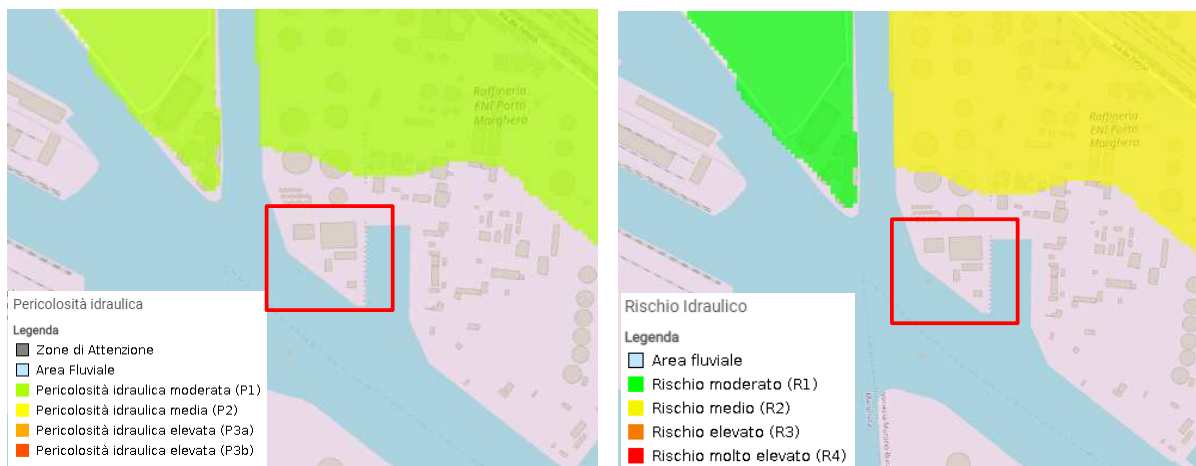 Raffineria
ENI Porto
Marghera
Pericolosità idraulica
Legenda
Zone di Attenzione
Area Fluviale
Pericolosità idraulica moderata (P1)
Pericolosità idraulica media (P2)
Pericolosità idraulica elevata (P3a)
Pericolosità idraulica elevata (P3b)
Raffineria
ENI Porto
Marghera
Rischio Idraulico
Legenda
Area fluviale
Rischio moderato (R1)
Rischio medio (R2)
Rischio elevato (R3)
Rischio molto elevato (R4)
Marghera